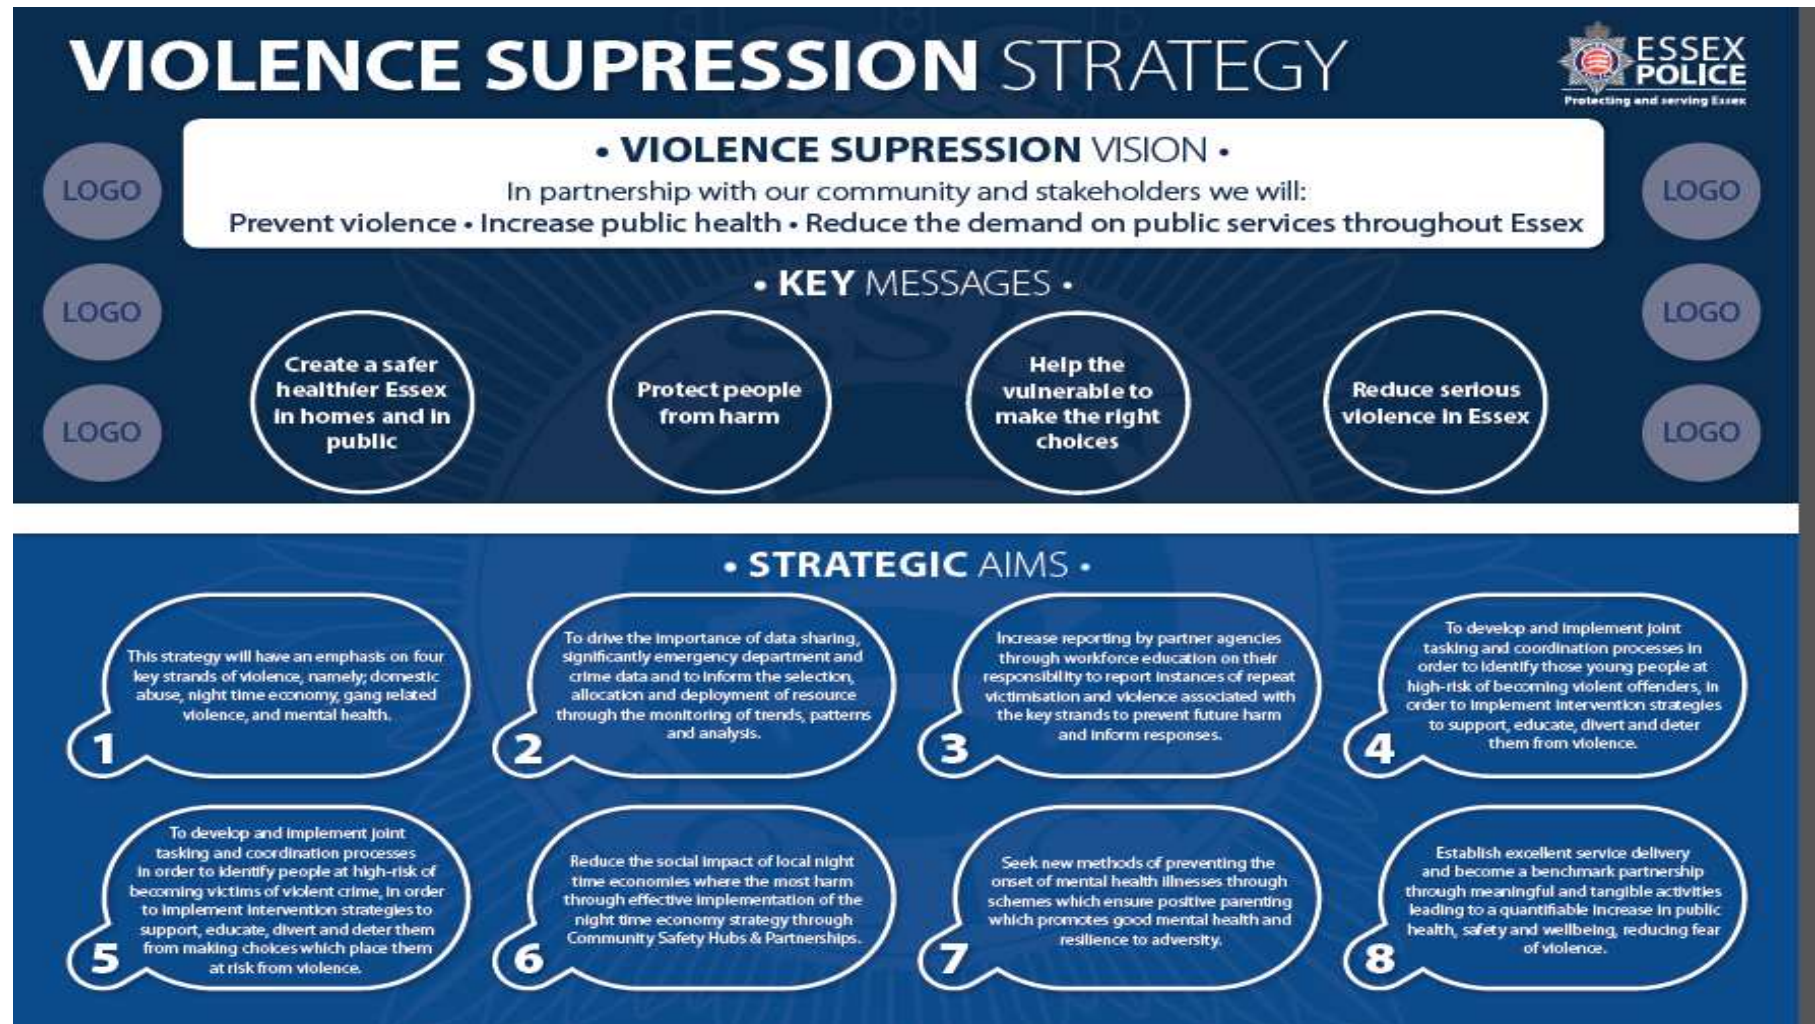 VIOLENCE SUPRESSION STRATEGY
ESSEX
POLICE
Protecting and serving Essex
• VIOLENCE SUPRESSION VISION •
In partnership with our community and stakeholders we will:
Prevent violence • Increase public health • Reduce the demand on public services throughout Essex
LOGO
LOGO
LOGO
LOGO
LOGO
LOGO
• KEY MESSAGES •
Create a safer
healthier Essex
in homes and in
public
Protect people
from harm
Help the
vulnerable to
make the right
choices
Reduce serious
violence in Essex
• STRATEGIC AIMS •
This strategy will have an emphasis on four
key strands of violence, namely; domestic
abuse, night time economy, gang related
violence, and mental health.
1
To drive the importance of data sharing,
significantly emergency department and
crime data and to inform the selection,
allocation and deployment of resource
through the monitoring of trends, patterns
and analysis.
2
Increase reporting by partner agencies
through workforce education on their
responsibility to report instances of repeat
victimisation and violence associated with
the key strands to prevent future harm
and inform responses.
3
To develop and implement joint
tasking and coordination processes in
order to identify those young people at
high-risk of becoming violent offenders, in
order to implement intervention strategies
to support, educate, divert and deter
them from violence.
4
To develop and implement joint
tasking and coordination processes
in order to identify people at high-risk of
becoming victims of violent crime, in order
to implement intervention strategies to
support, educate, divert and deter them
from making choices which place them
at risk from violence.
5
Reduce the social impact of local night
time economies where the most harm
through effective implementation of the
night time economy strategy through
Community Safety Hubs & Partnerships.
6
Seek new methods of preventing the
onset of mental health illnesses through
schemes which ensure positive parenting
which promotes good mental health and
resilience to adversity.
7
Establish excellent service delivery
and become a benchmark partnership
through meaningful and tangible activities
leading to a quantifiable increase in public
health, safety and wellbeing, reducing fear
of violence.
8